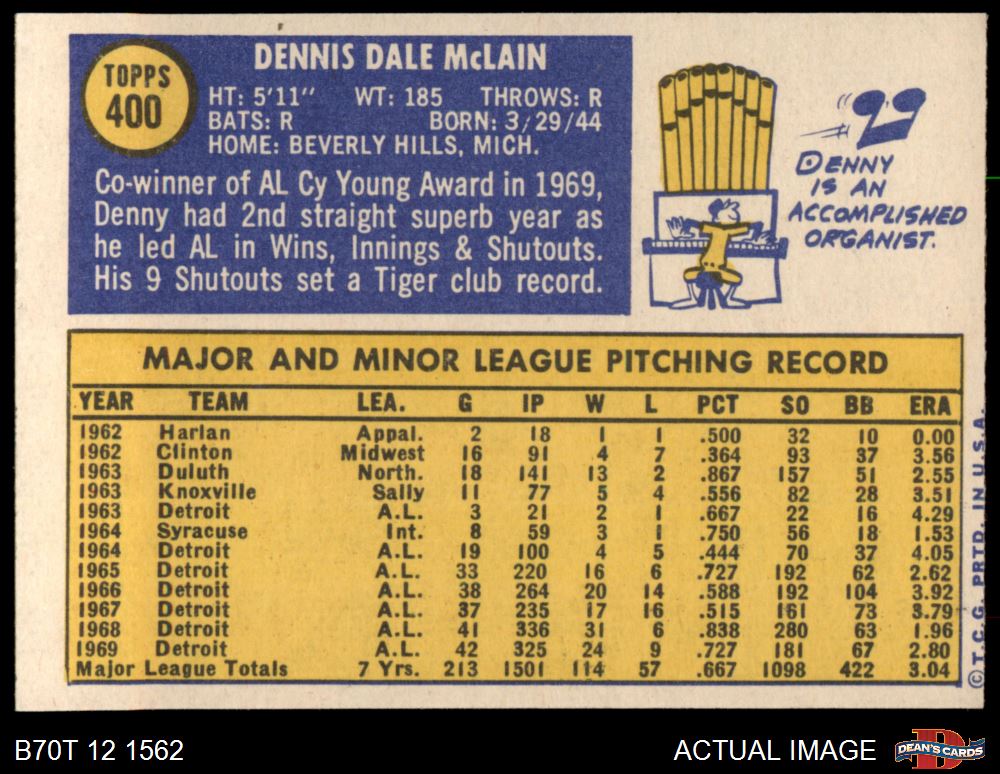 TOPPS
400
DENNIS DALE McLAIN
HT: 5'11" WT: 185 THROWS: R
BATS: R BORN: 3/29/44
HOME: BEVERLY HILLS, MICH.
Co-winner of AL Cy Young Award in 1969,
Denny had 2nd straight superb year as
he led AL in Wins, Innings & Shutouts.
His 9 Shutouts set a Tiger club record.
DENNY
IS AN
ACCOMPLISHED
ORGANIST.
MAJOR AND MINOR LEAGUE PITCHING RECORD
YEAR TEAM LEA. G IP W L PCT SO BB ERA
1962 Harlan Appal. 2 18 1 1 .500 32 10 0.00
1962 Clinton Midwest 16 91 4 7 .364 93 37 3.56
1963 Duluth North. 18 141 13 2 .867 157 51 2.55
1963 Knoxville Sally 11 77 5 4 .556 82 28 3.51
1963 Detroit A.L. 3 21 2 1 .667 22 16 4.29
1964 Syracuse Int. 8 59 3 1 .750 56 18 1.53
1964 Detroit A.L. 19 100 4 5 .444 70 37 4.05
1965 Detroit A.L. 33 220 16 6 .727 192 62 2.62
1966 Detroit A.L. 38 264 20 14 .588 192 104 3.92
1967 Detroit A.L. 37 235 17 16 .515 161 73 3.79
1968 Detroit A.L. 41 336 31 6 .838 280 63 1.96
1969 Detroit A.L. 42 325 24 9 .727 181 67 2.80
Major League Totals 7 Yrs. 213 1501 114 57 .667 1098 422 3.04
©T.C.G. PRTD. IN U.S.A.
B70T 12 1562
ACTUAL IMAGE
DEAN'S CARDS